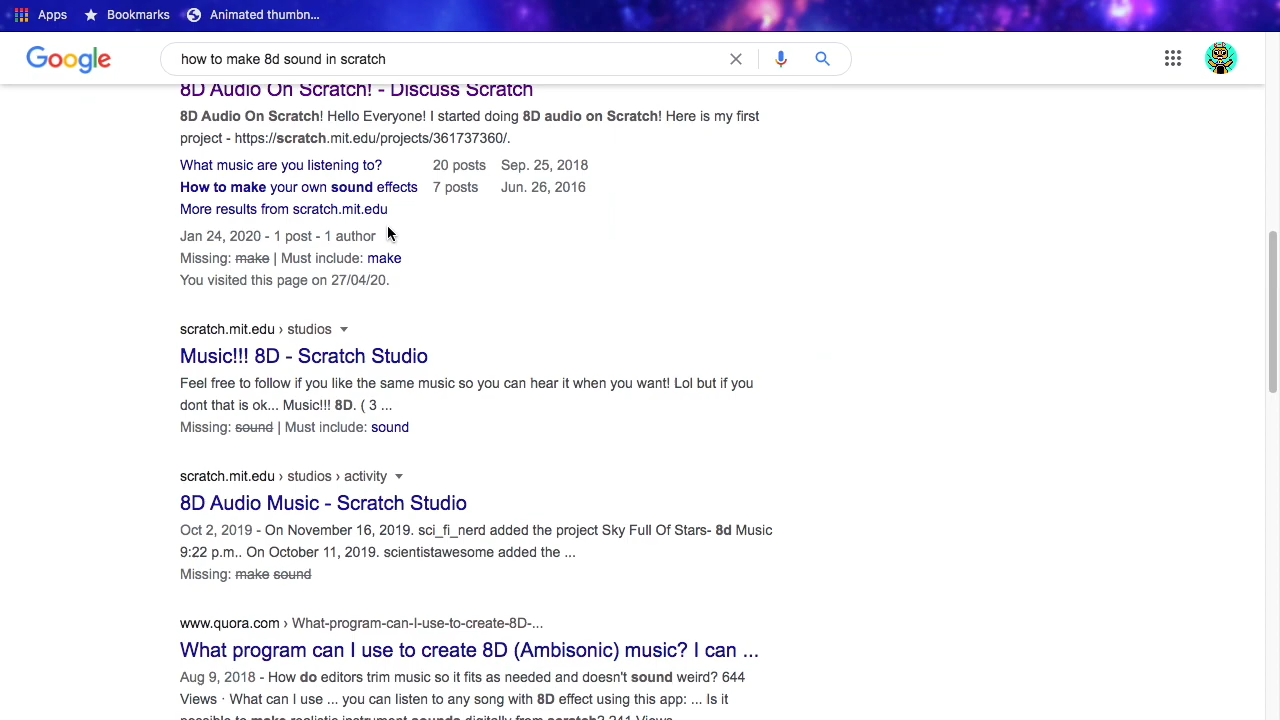 Apps Bookmarks Animated thumbn...
Google how to make 8d sound in scratch
8D Audio On Scratch! - Discuss Scratch
8D Audio On Scratch! Hello Everyone! I started doing 8D audio on Scratch! Here is my first
project - https://scratch.mit.edu/projects/361737360/.
What music are you listening to? 20 posts Sep. 25, 2018
How to make your own sound effects 7 posts Jun. 26, 2016
More results from scratch.mit.edu
Jan 24, 2020 - 1 post - 1 author
Missing: make | Must include: make
You visited this page on 27/04/20.
scratch.mit.edu › studios
Music!!! 8D - Scratch Studio
Feel free to follow if you like the same music so you can hear it when you want! Lol but if you
dont that is ok... Music!!! 8D. ( 3 ...
Missing: sound | Must include: sound
scratch.mit.edu › studios › activity
8D Audio Music - Scratch Studio
Oct 2, 2019 - On November 16, 2019. sci_fi_nerd added the project Sky Full Of Stars- 8d Music
9:22 p.m.. On October 11, 2019. scientistawesome added the ...
Missing: make sound
www.quora.com › What-program-can-I-use-to-create-8D-...
What program can I use to create 8D (Ambisonic) music? I can ...
Aug 9, 2018 - How do editors trim music so it fits as needed and doesn't sound weird? 644
Views · What can I use ... you can listen to any song with 8D effect using this app: ... Is it
possible to make realistic instrument sounds digitally from scratch? 241 Views